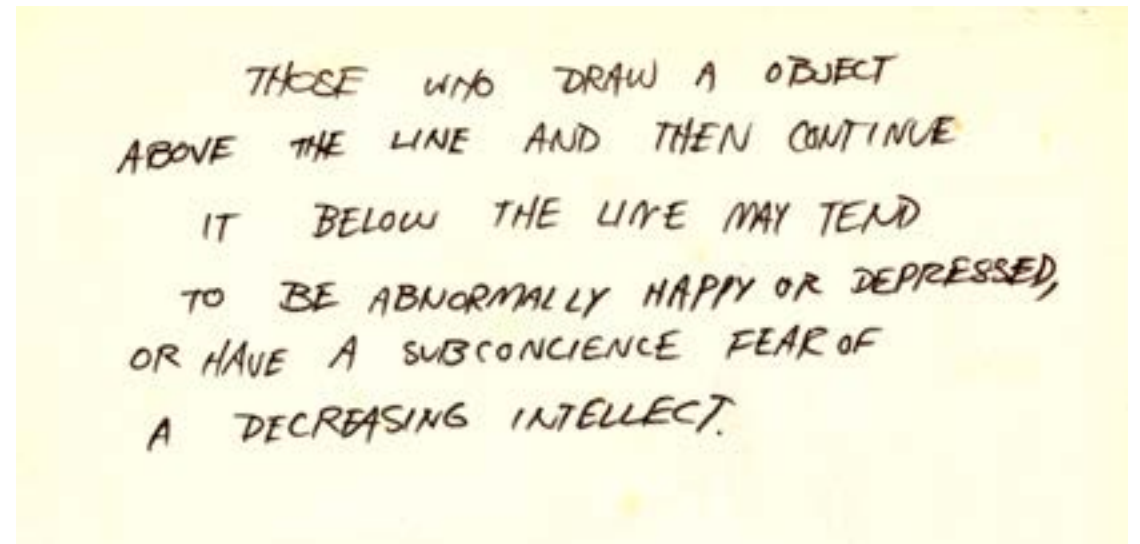 THOSE WHO DRAW A OBJECT
ABOVE THE LINE AND THEN CONTINUE
IT BELOW THE LINE MAY TEND
TO BE ABNORMALLY HAPPY OR DEPRESSED,
OR HAVE A SUBCONCIENCE FEAR OF
A DECREASING INTELLECT.